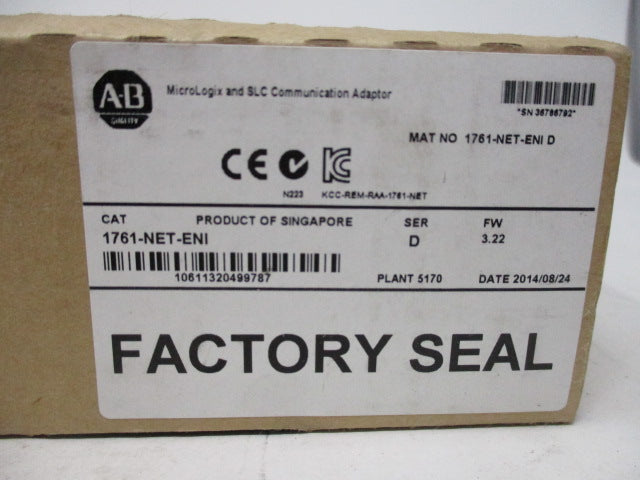 A-B
QUALITY
MicroLogix and SLC Communication Adaptor
*SN 36786792*
MAT NO 1761-NET-ENI D
CE
N223 KCC-REM-RAA-1761-NET
CAT PRODUCT OF SINGAPORE SER FW
1761-NET-ENI D 3.22
10611320499787 PLANT 5170 DATE 2014/08/24
FACTORY SEAL